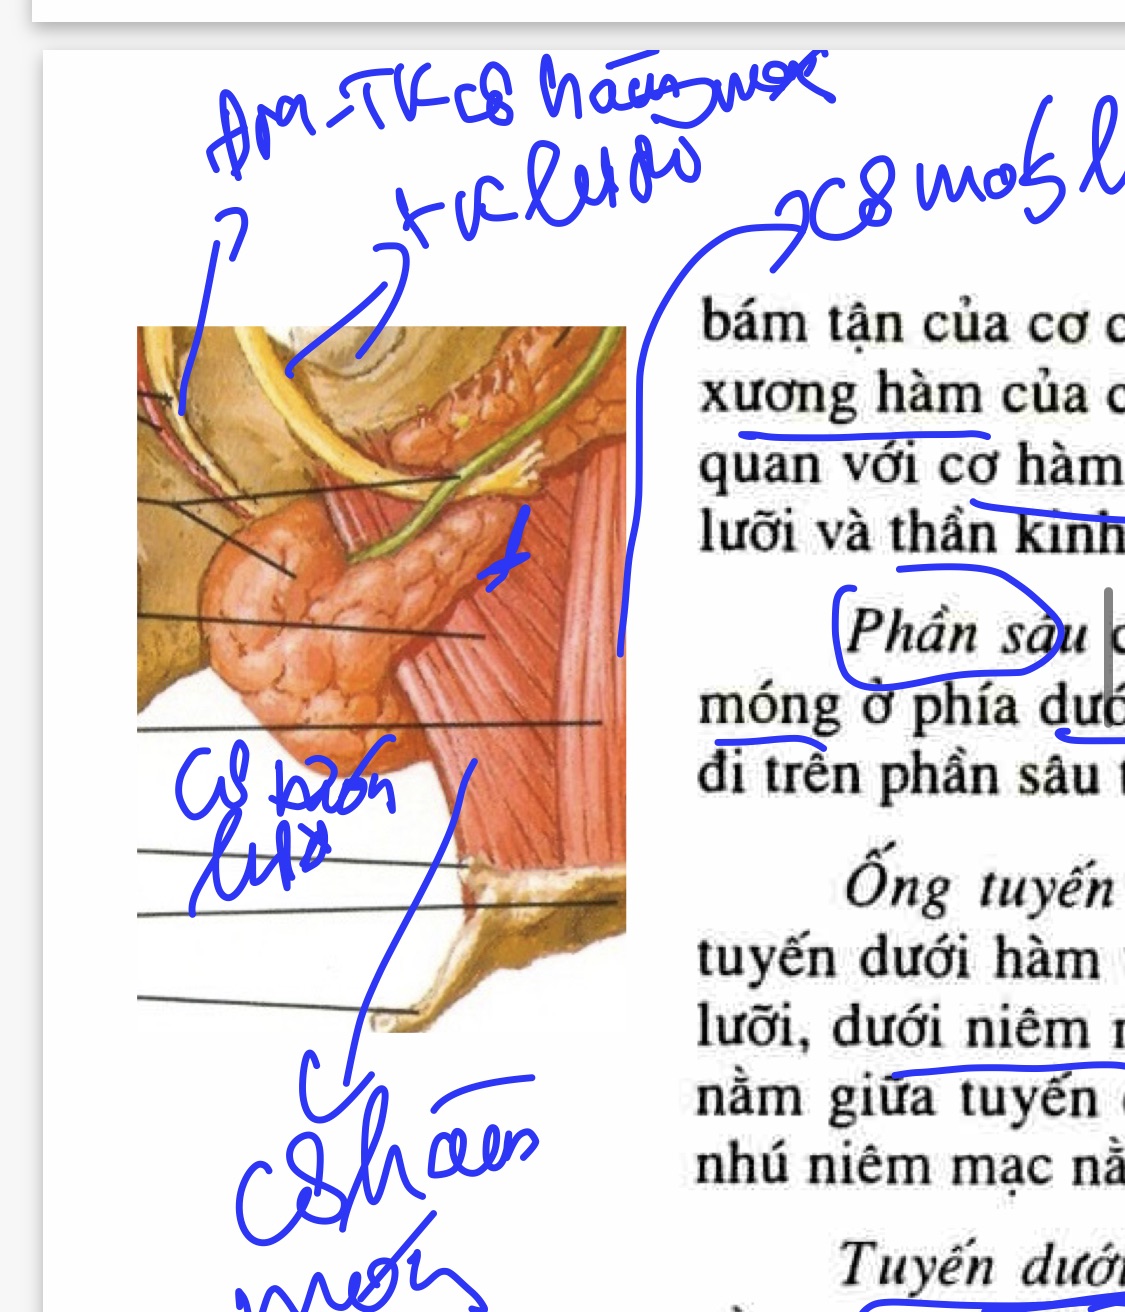 ĐM-TK cơ hàm móng
TK lưỡi
cơ móng l
bám tận của cơ c
xương hàm của c
quan với cơ hàm
lưỡi và thần kinh
Phần sâu c
móng ở phía dướ
đi trên phần sâu t
Ống tuyến
tuyến dưới hàm
lưỡi, dưới niêm
nằm giữa tuyến
nhú niêm mạc nằ
Tuyến dưới
cơ
lưỡi
cơ hàm
móng